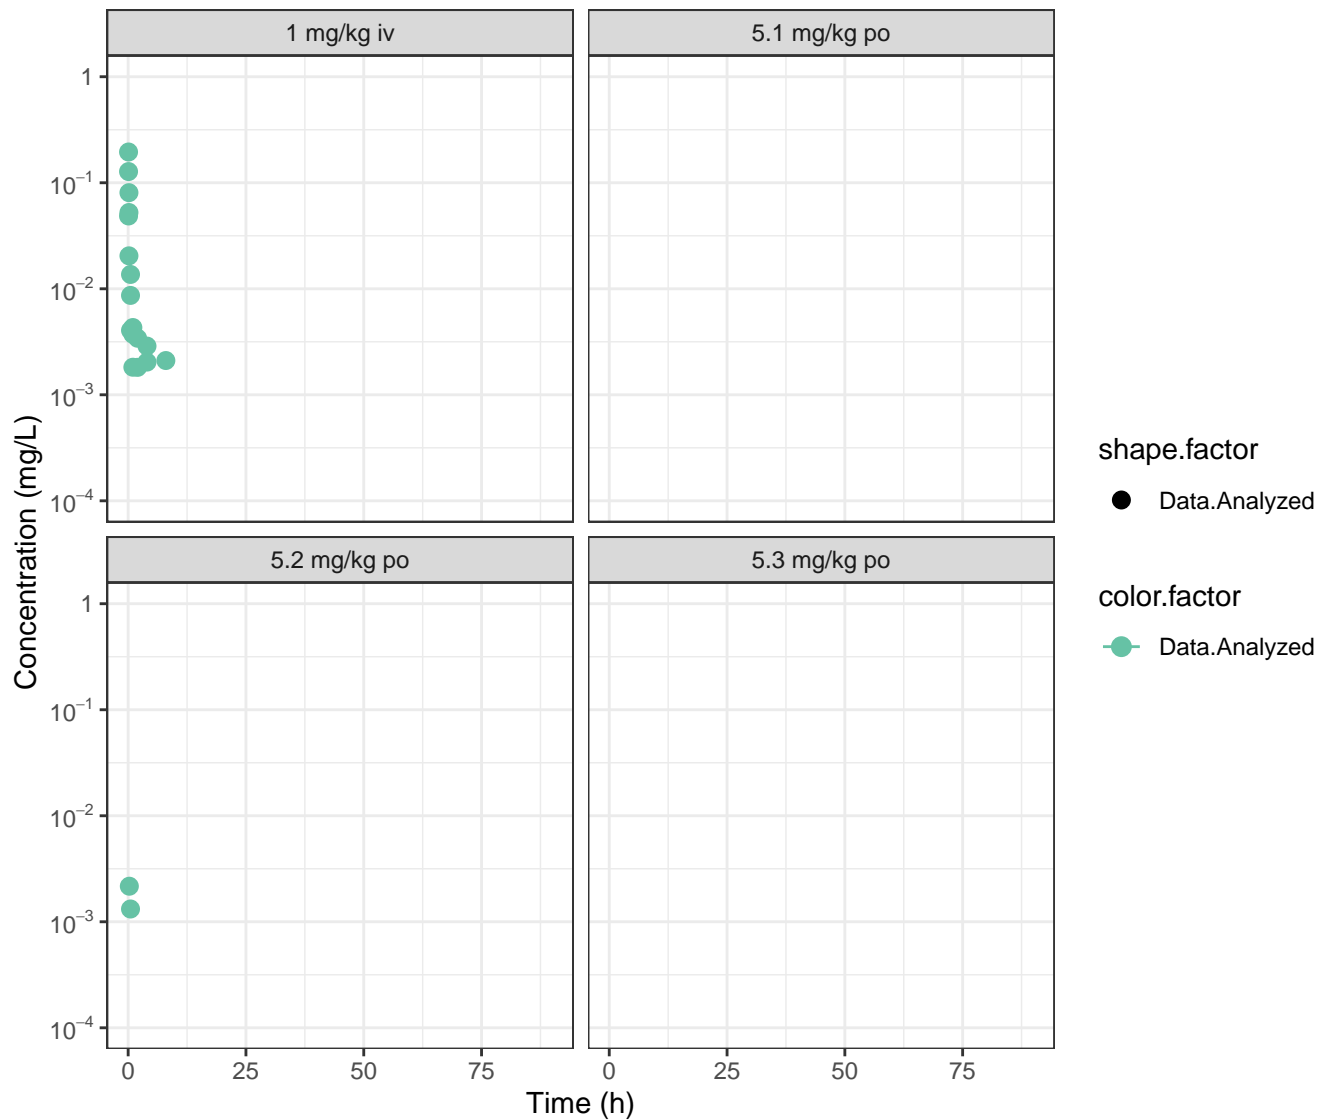 1 mg/kg iv
5.1 mg/kg po
1
10⁻¹
10⁻²
10⁻³
10⁻⁴
5.2 mg/kg po
5.3 mg/kg po
1
10⁻¹
10⁻²
10⁻³
10⁻⁴
0 25 50 75
0 25 50 75
Time (h)
Concentration (mg/L)
shape.factor
Data.Analyzed
color.factor
Data.Analyzed